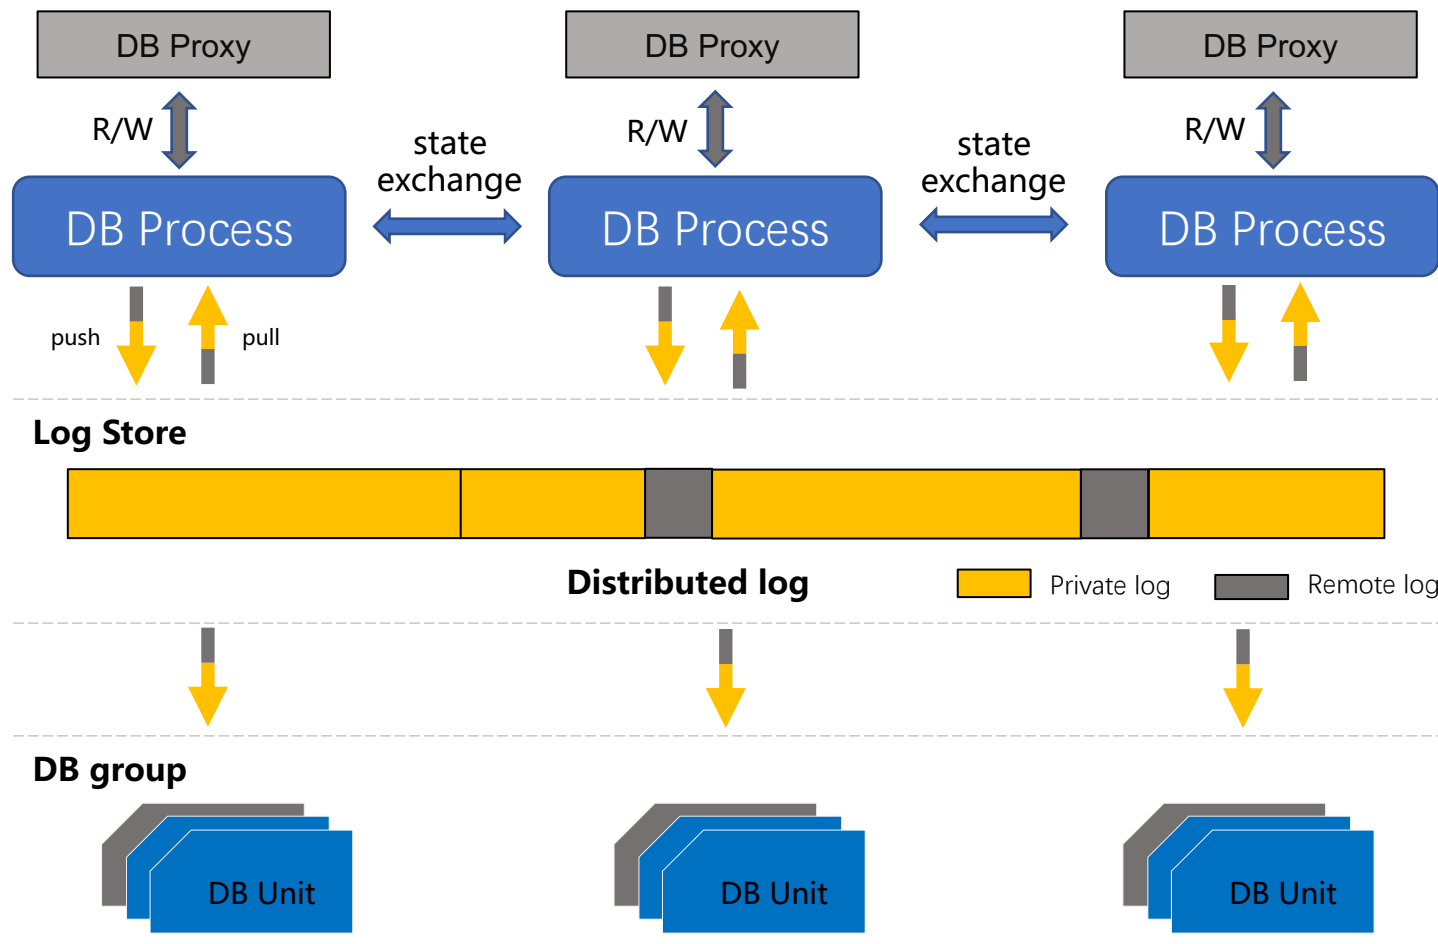 DB Proxy
DB Proxy
DB Proxy
R/W
R/W
R/W
state
exchange
state
exchange
DB Process
DB Process
DB Process
push
pull
Log Store
Distributed log
Private log
Remote log
DB group
DB Unit
DB Unit
DB Unit